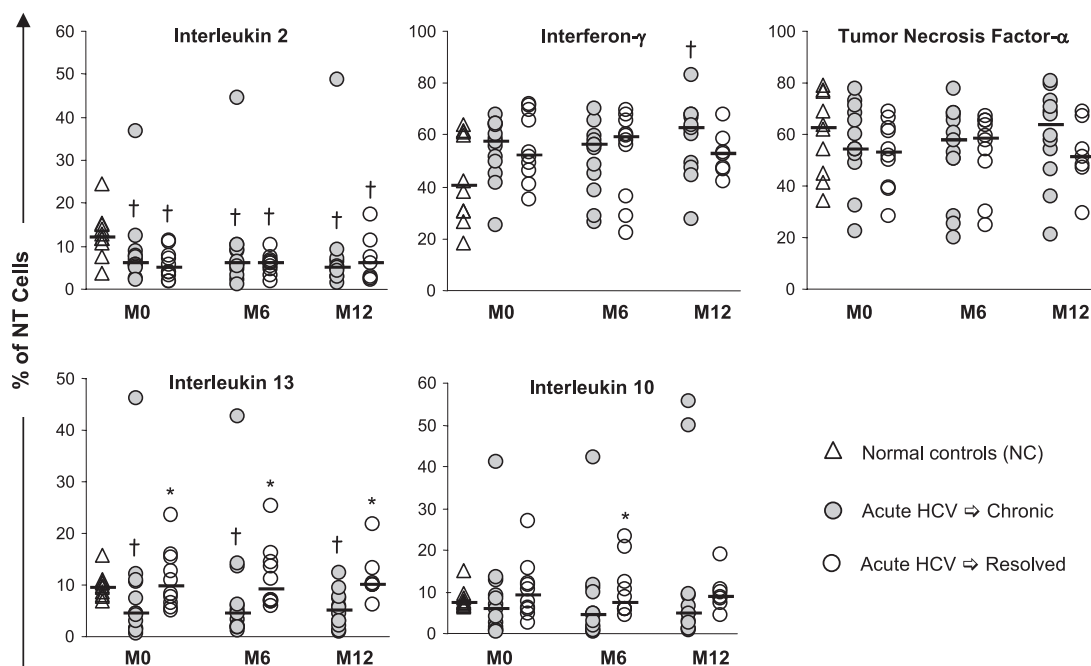 % of NT Cells
Interleukin 2
60
50
40
30
20
10
0
† † † † † †
M0 M6 M12
Interferon-γ
100
80
60
40
20
0
†
M0 M6 M12
Tumor Necrosis Factor-α
100
80
60
40
20
0
M0 M6 M12
Interleukin 13
50
40
30
20
10
0
† * † * † *
M0 M6 M12
Interleukin 10
60
50
40
30
20
10
0
*
M0 M6 M12
Normal controls (NC)
Acute HCV ⇨ Chronic
Acute HCV ⇨ Resolved